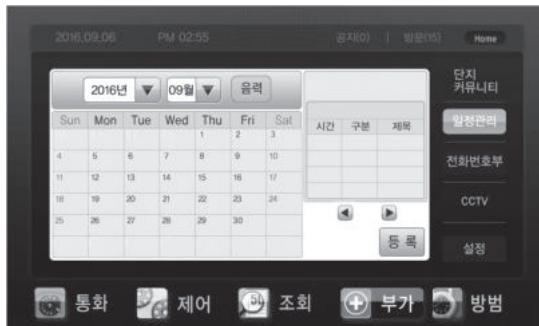 2016.09.06 PM 02:55 공지(0) | 방문(15) Home
2016년 09월 음력
Sun Mon Tue Wed Thu Fri Sat
1 2 3
4 5 6 7 8 9 10
11 12 13 14 15 16 17
18 19 20 21 22 23 24
25 26 27 28 29 30
시간 구분 제목
등록
단지
커뮤니티
일정관리
전화번호부
CCTV
설정
통화 제어 조회 부가 방범